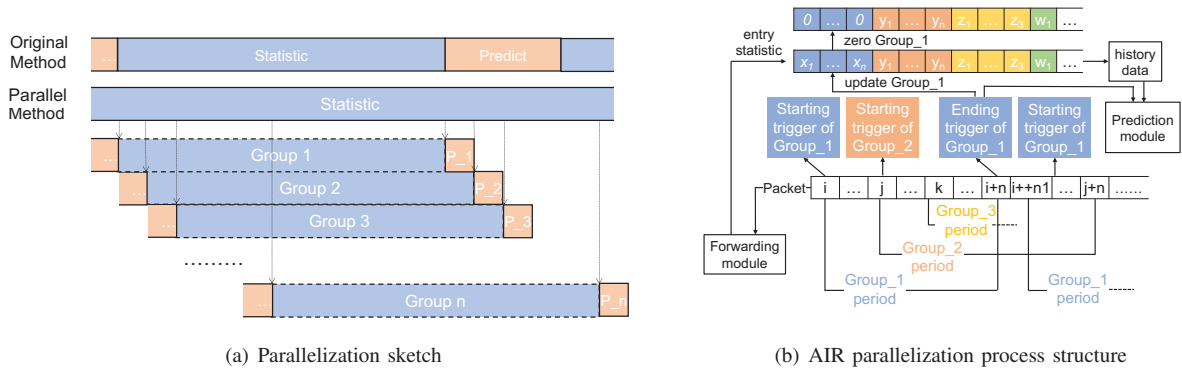 Original
Method
...
Statistic
Predict
Parallel
Method
Statistic
...
Group 1
P_1
...
Group 2
P_2
...
Group 3
P_3
.........
...
Group n
P_n
(a) Parallelization sketch
0 ... 0 y₁ ... yₙ z₁ ... z₃ w₁ ...
entry
statistic
zero Group_1
x₁ ... xₙ y₁ ... yₙ z₁ ... z₃ w₁ ...
history
data
update Group_1
Starting
trigger of
Group_1
Starting
trigger of
Group_2
Ending
trigger of
Group_1
Starting
trigger of
Group_1
Prediction
module
Packet
i ... j ... k ... i+n i++n1 ... j+n ......
Group_3
period
Forwarding
module
Group_2
period
Group_1
period
Group_1
period
(b) AIR parallelization process structure